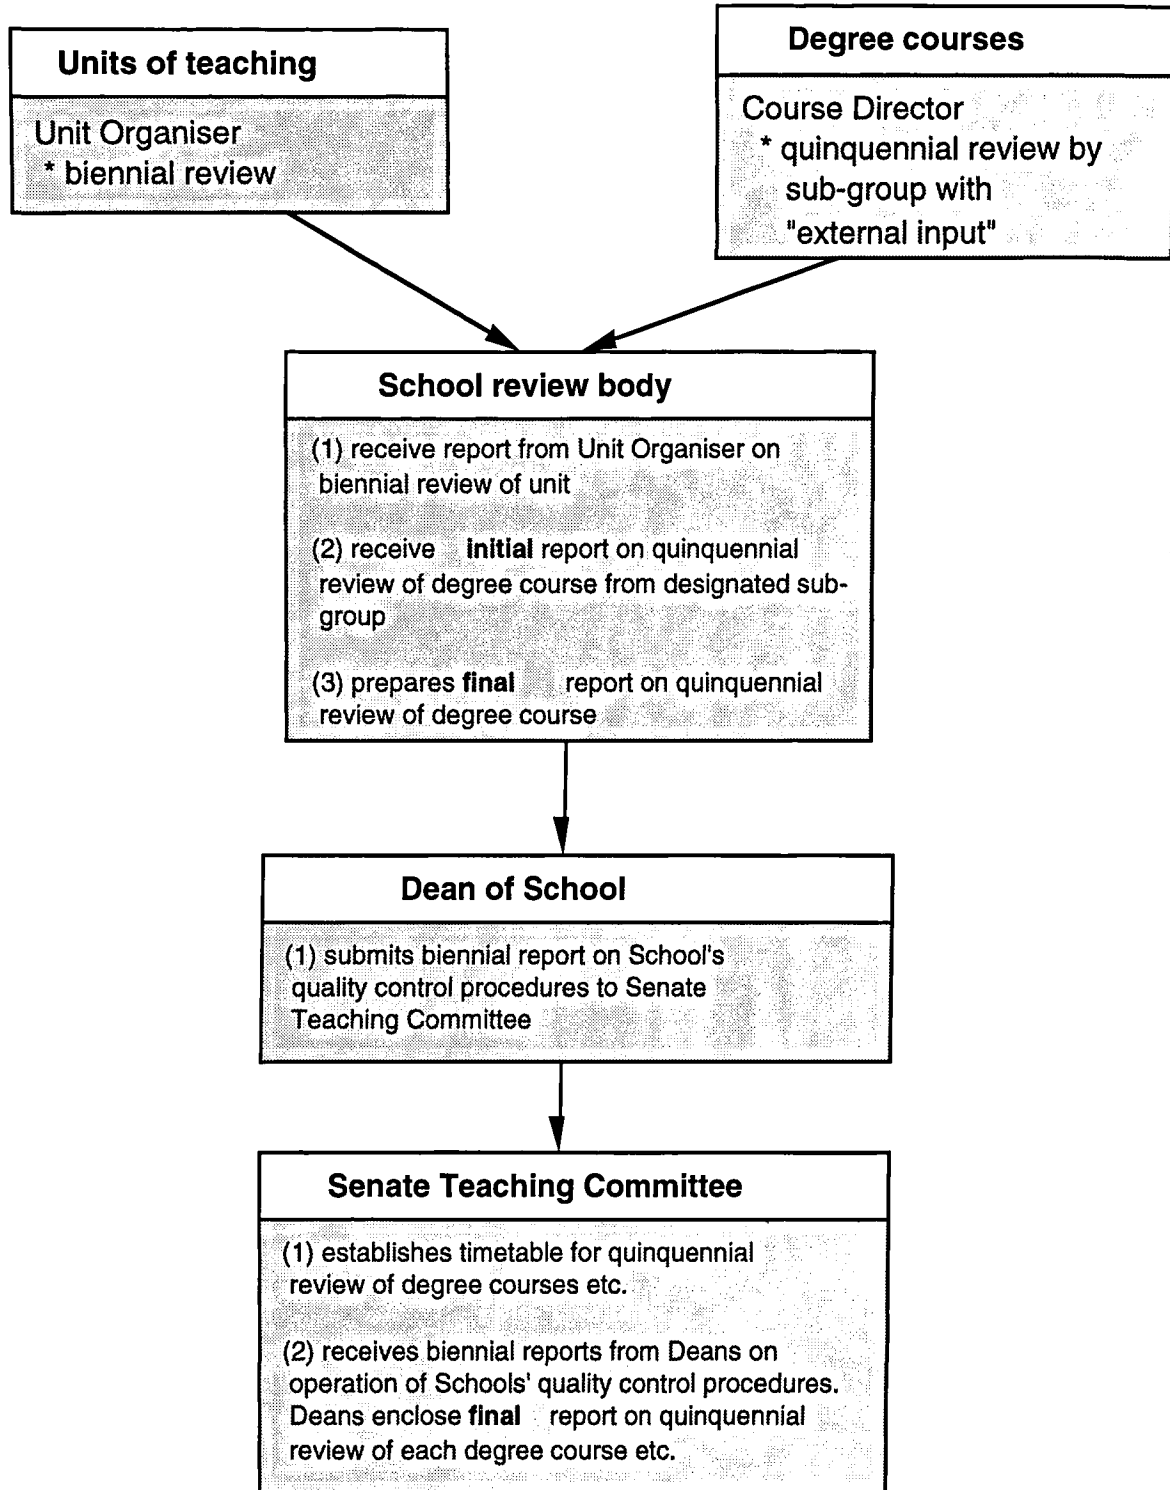 Units of teaching
Unit Organiser
* biennial review
Degree courses
Course Director
* quinquennial review by
sub-group with
"external input"
School review body
(1) receive report from Unit Organiser on
biennial review of unit
(2) receive initial report on quinquennial
review of degree course from designated sub-
group
(3) prepares final report on quinquennial
review of degree course
Dean of School
(1) submits biennial report on School's
quality control procedures to Senate
Teaching Committee
Senate Teaching Committee
(1) establishes timetable for quinquennial
review of degree courses etc.
(2) receives biennial reports from Deans on
operation of Schools' quality control procedures.
Deans enclose final report on quinquennial
review of each degree course etc.